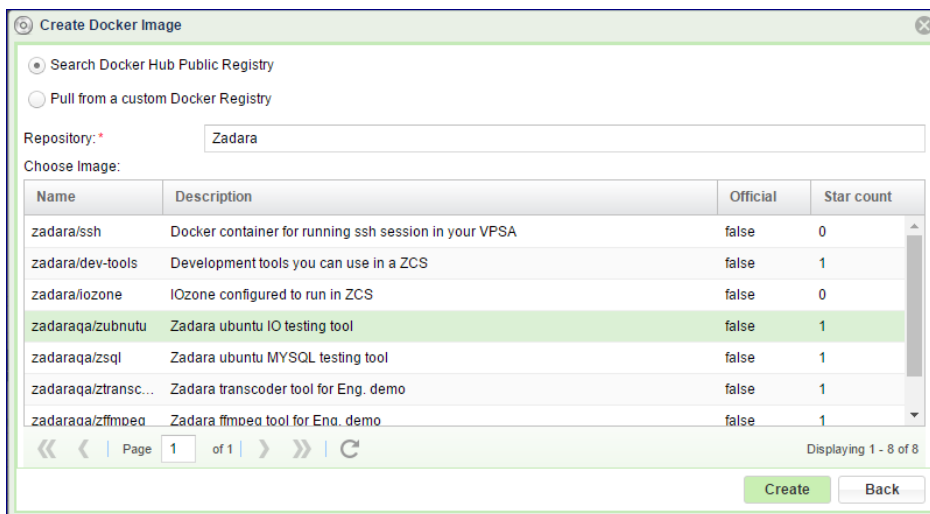 Create Docker Image
Search Docker Hub Public Registry
Pull from a custom Docker Registry
Repository:* Zadara
Choose Image:
Name Description Official Star count
zadara/ssh Docker container for running ssh session in your VPSA false 0
zadara/dev-tools Development tools you can use in a ZCS false 1
zadara/iozone IOzone configured to run in ZCS false 0
zadaraqa/zubnutu Zadara ubuntu IO testing tool false 1
zadaraqa/zsql Zadara ubuntu MYSQL testing tool false 1
zadaraqa/ztransc... Zadara transcoder tool for Eng. demo false 1
zadaraqa/zffmpeg Zadara ffmpeg tool for Eng. demo false 1
Page 1 of 1 Displaying 1 - 8 of 8
Create Back